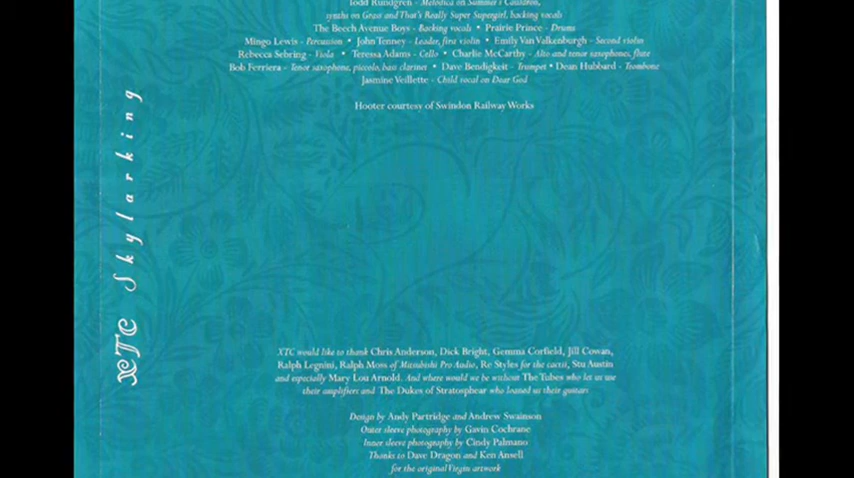 Todd Rundgren - Melodica on Summer's Cauldron,
synths on Grass and That's Really Super Supergirl, backing vocals
The Beech Avenue Boys - Backing vocals • Prairie Prince - Drums
Mingo Lewis - Percussion • John Tenney - Leader, first violin • Emily Van Valkenburgh - Second violin
Rebecca Sebring - Viola • Teressa Adams - Cello • Charlie McCarthy - Alto and tenor saxophones, flute
Bob Ferriera - Tenor saxophone, piccolo, bass clarinet • Dave Bendigkeit - Trumpet • Dean Hubbard - Trombone
Jasmine Veillette - Child vocal on Dear God
Hooter courtesy of Swindon Railway Works
XTC Skylarking
XTC would like to thank Chris Anderson, Dick Bright, Gemma Corfield, Jill Cowan,
Ralph Legnini, Ralph Moss of Mitsubishi Pro Audio, Re Styles for the cactii, Stu Austin
and especially Mary Lou Arnold. And where would we be without The Tubes who let us use
their amplifiers and The Dukes of Stratosphear who loaned us their guitars
Design by Andy Partridge and Andrew Swainson
Outer sleeve photography by Gavin Cochrane
Inner sleeve photography by Cindy Palmano
Thanks to Dave Dragon and Ken Ansell
for the original Virgin artwork